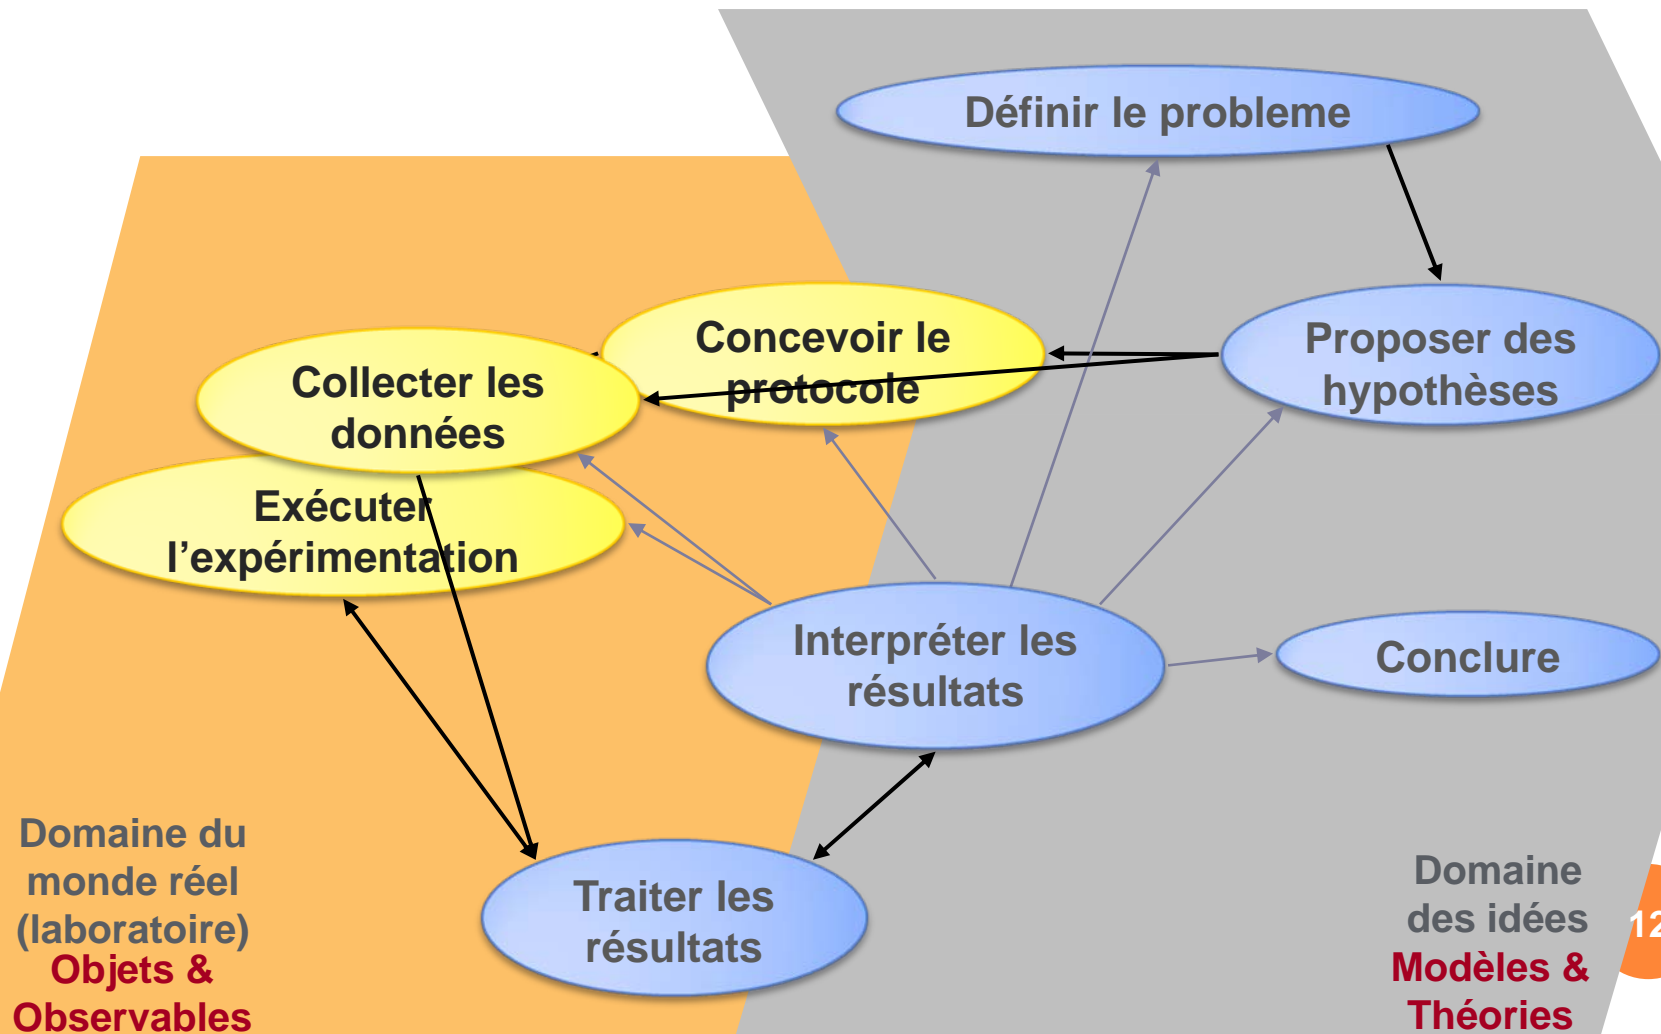 Définir le probleme
Concevoir le
protocole
Proposer des
hypothèses
Collecter les
données
Exécuter
l’expérimentation
Interpréter les
résultats
Conclure
Traiter les
résultats
Domaine du
monde réel
(laboratoire)
Objets &
Observables
Domaine
des idées
Modèles &
Théories
12